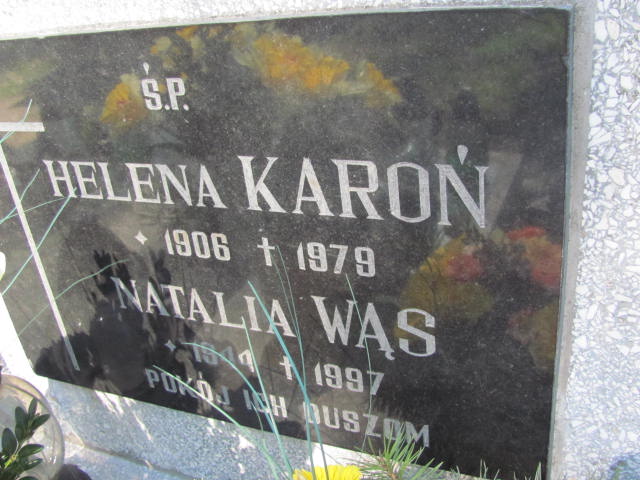 Ś.P.
HELENA KAROŃ
1906 † 1979
NATALIA WĄS
† 1997
POKÓJ ICH DUSZOM